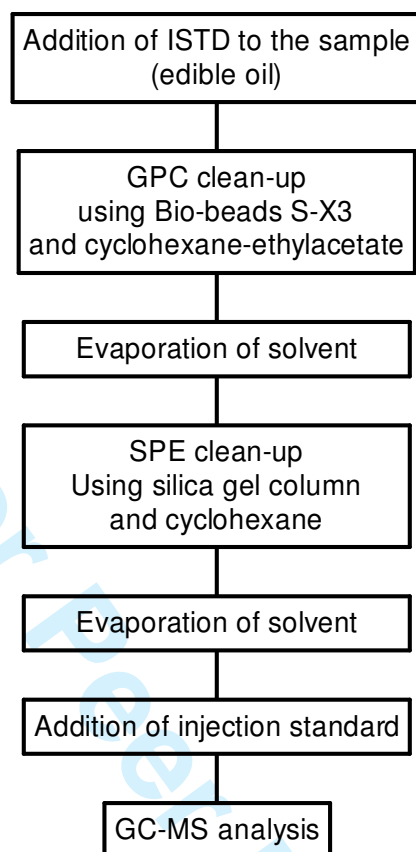 Addition of ISTD to the sample
(edible oil)
GPC clean-up
using Bio-beads S-X3
and cyclohexane-ethylacetate
Evaporation of solvent
SPE clean-up
Using silica gel column
and cyclohexane
Evaporation of solvent
Addition of injection standard
GC-MS analysis
er Peer